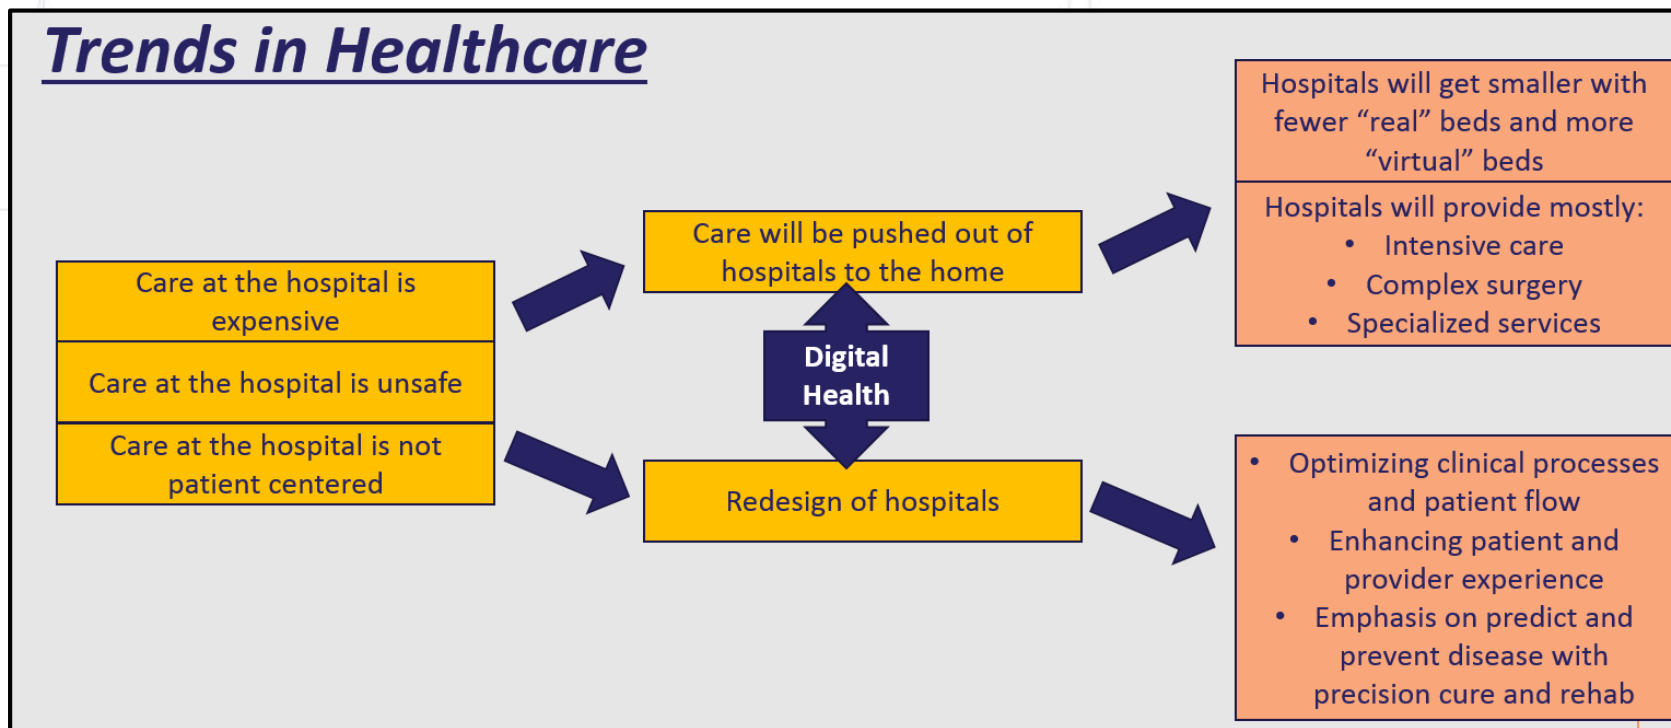 Trends in Healthcare
Care at the hospital is
expensive
Care at the hospital is unsafe
Care at the hospital is not
patient centered
Care will be pushed out of
hospitals to the home
Digital
Health
Redesign of hospitals
Hospitals will get smaller with
fewer “real” beds and more
“virtual” beds
Hospitals will provide mostly:
• Intensive care
• Complex surgery
• Specialized services
• Optimizing clinical processes
and patient flow
• Enhancing patient and
provider experience
• Emphasis on predict and
prevent disease with
precision cure and rehab